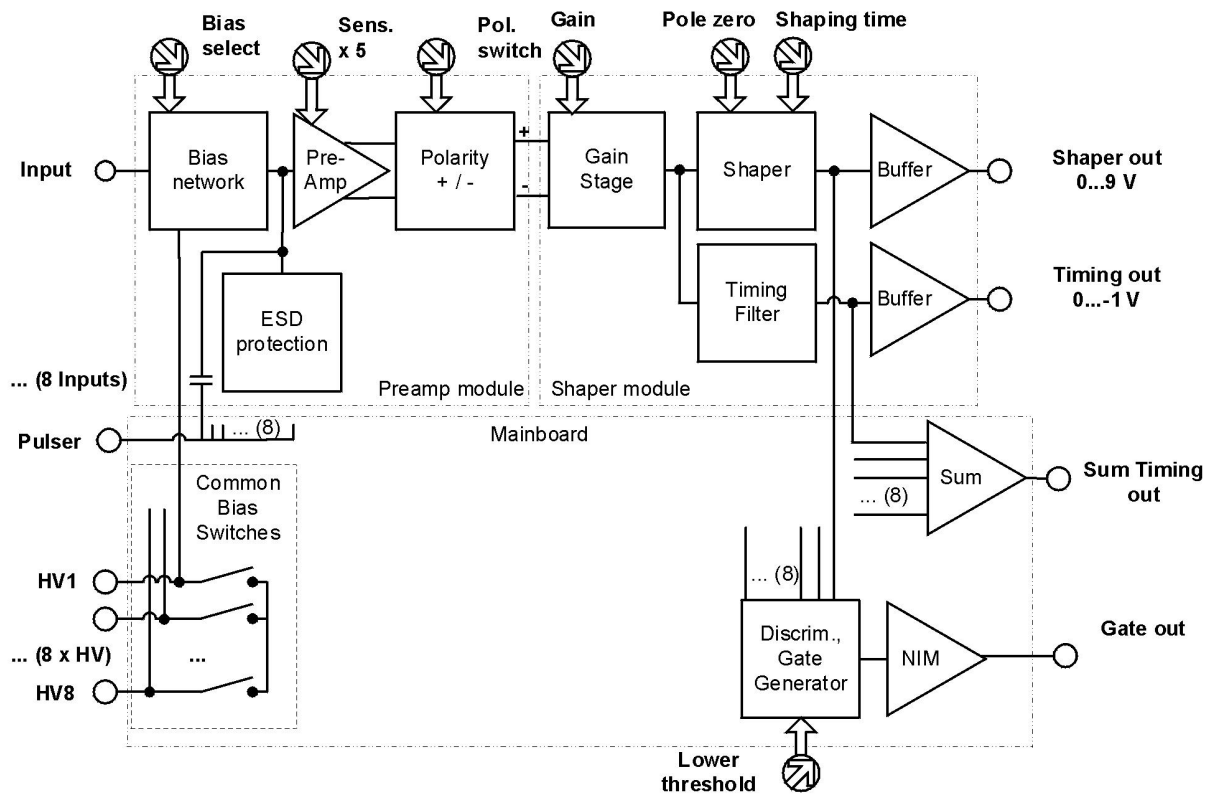 Bias
select
Sens.
x 5
Pol.
switch
Gain
Pole zero
Shaping time
Input
Bias
network
Pre-
Amp
Polarity
+ / -
+
-
Gain
Stage
Shaper
Buffer
Shaper out
0...9 V
Timing
Filter
Buffer
Timing out
0...-1 V
ESD
protection
... (8 Inputs)
Preamp module
Shaper module
Pulser
... (8)
Mainboard
Common
Bias
Switches
Sum
... (8)
Sum Timing
out
HV1
... (8 x HV)
...
HV8
... (8)
Discrim.,
Gate
Generator
NIM
Gate out
Lower
threshold